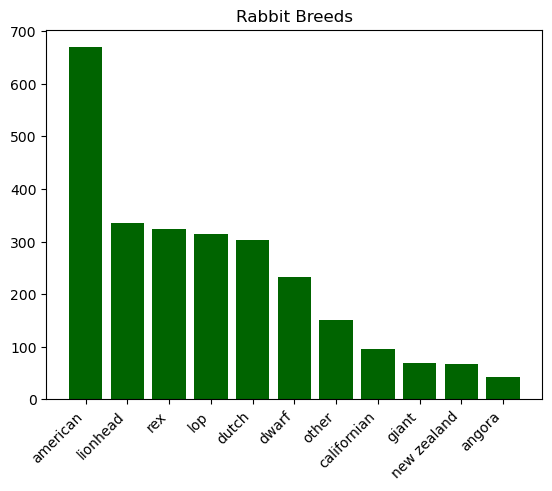 Rabbit Breeds
700
600
500
400
300
200
100
0
american
lionhead
rex
lop
dutch
dwarf
other
californian
giant
new zealand
angora